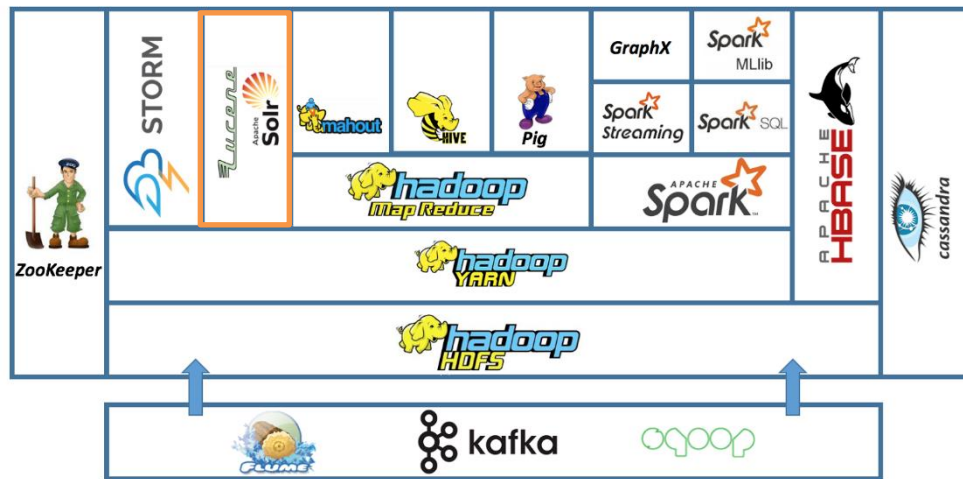 ZooKeeper
STORM
Lucene
Apache
Solr
mahout
HIVE
Pig
GraphX
Spark
MLlib
Spark
Streaming
Spark SQL
hadoop
Map Reduce
APACHE
Spark™
APACHE
HBASE
cassandra
hadoop
YARN
hadoop
HDFS
FLUME
kafka
sqoop